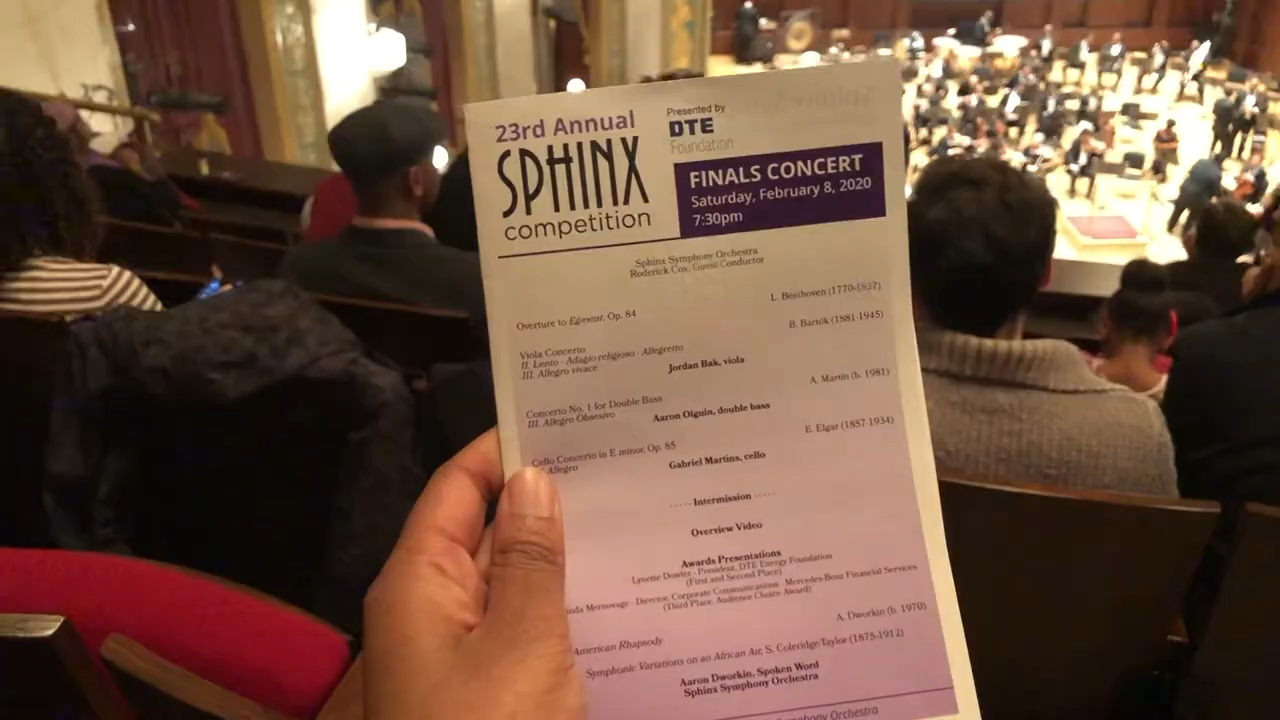 23rd Annual
SPHINX
competition
Presented by
DTE
Foundation
FINALS CONCERT
Saturday, February 8, 2020
7:30pm
Sphinx Symphony Orchestra
Roderick Cox, Guest Conductor
L. Beethoven (1770-1827)
Overture to Egmont, Op. 84
B. Bartók (1881-1945)
Viola Concerto
II. Lento - Adagio religioso - Allegretto
III. Allegro vivace
Jordan Bak, viola
A. Martin (b. 1981)
Concerto No. 1 for Double Bass
III. Allegro Obsesivo
Aaron Olguin, double bass
E. Elgar (1857-1934)
Cello Concerto in E minor, Op. 85
Allegro
Gabriel Martins, cello
- - - - - Intermission - - - - -
Overview Video
Awards Presentations
Lynette Dowler - President, DTE Energy Foundation
(First and Second Place)
Director, Corporate Communications - Mercedes-Benz Financial Services
(Third Place, Audience Choice Award)
A. Dworkin (b. 1970)
American Rhapsody
Symphonic Variations on an African Air, S. Coleridge-Taylor (1875-1912)
Aaron Dworkin, Spoken Word
Sphinx Symphony Orchestra
Symphony Orchestra